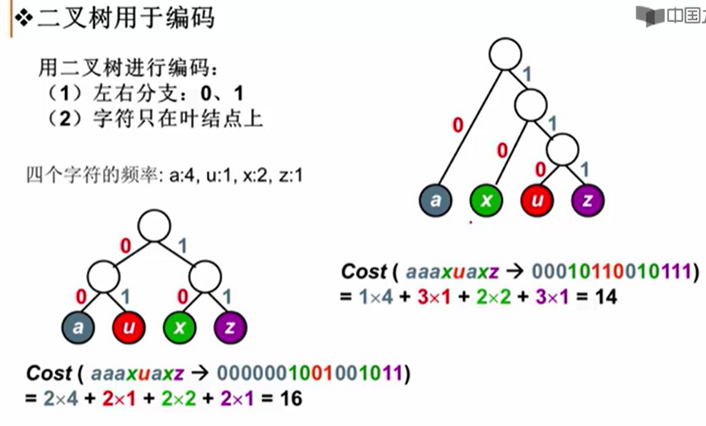 ❖二叉树用于编码
中国
用二叉树进行编码：
（1）左右分支：0、1
（2）字符只在叶结点上
四个字符的频率: a:4, u:1, x:2, z:1
0 1
0 1 0 1
a u x z
Cost ( aaaxuaxz → 0000001001001011)
= 2×4 + 2×1 + 2×2 + 2×1 = 16
1
0 1
0 0 1
a x u z
Cost ( aaaxuaxz → 00010110010111)
= 1×4 + 3×1 + 2×2 + 3×1 = 14